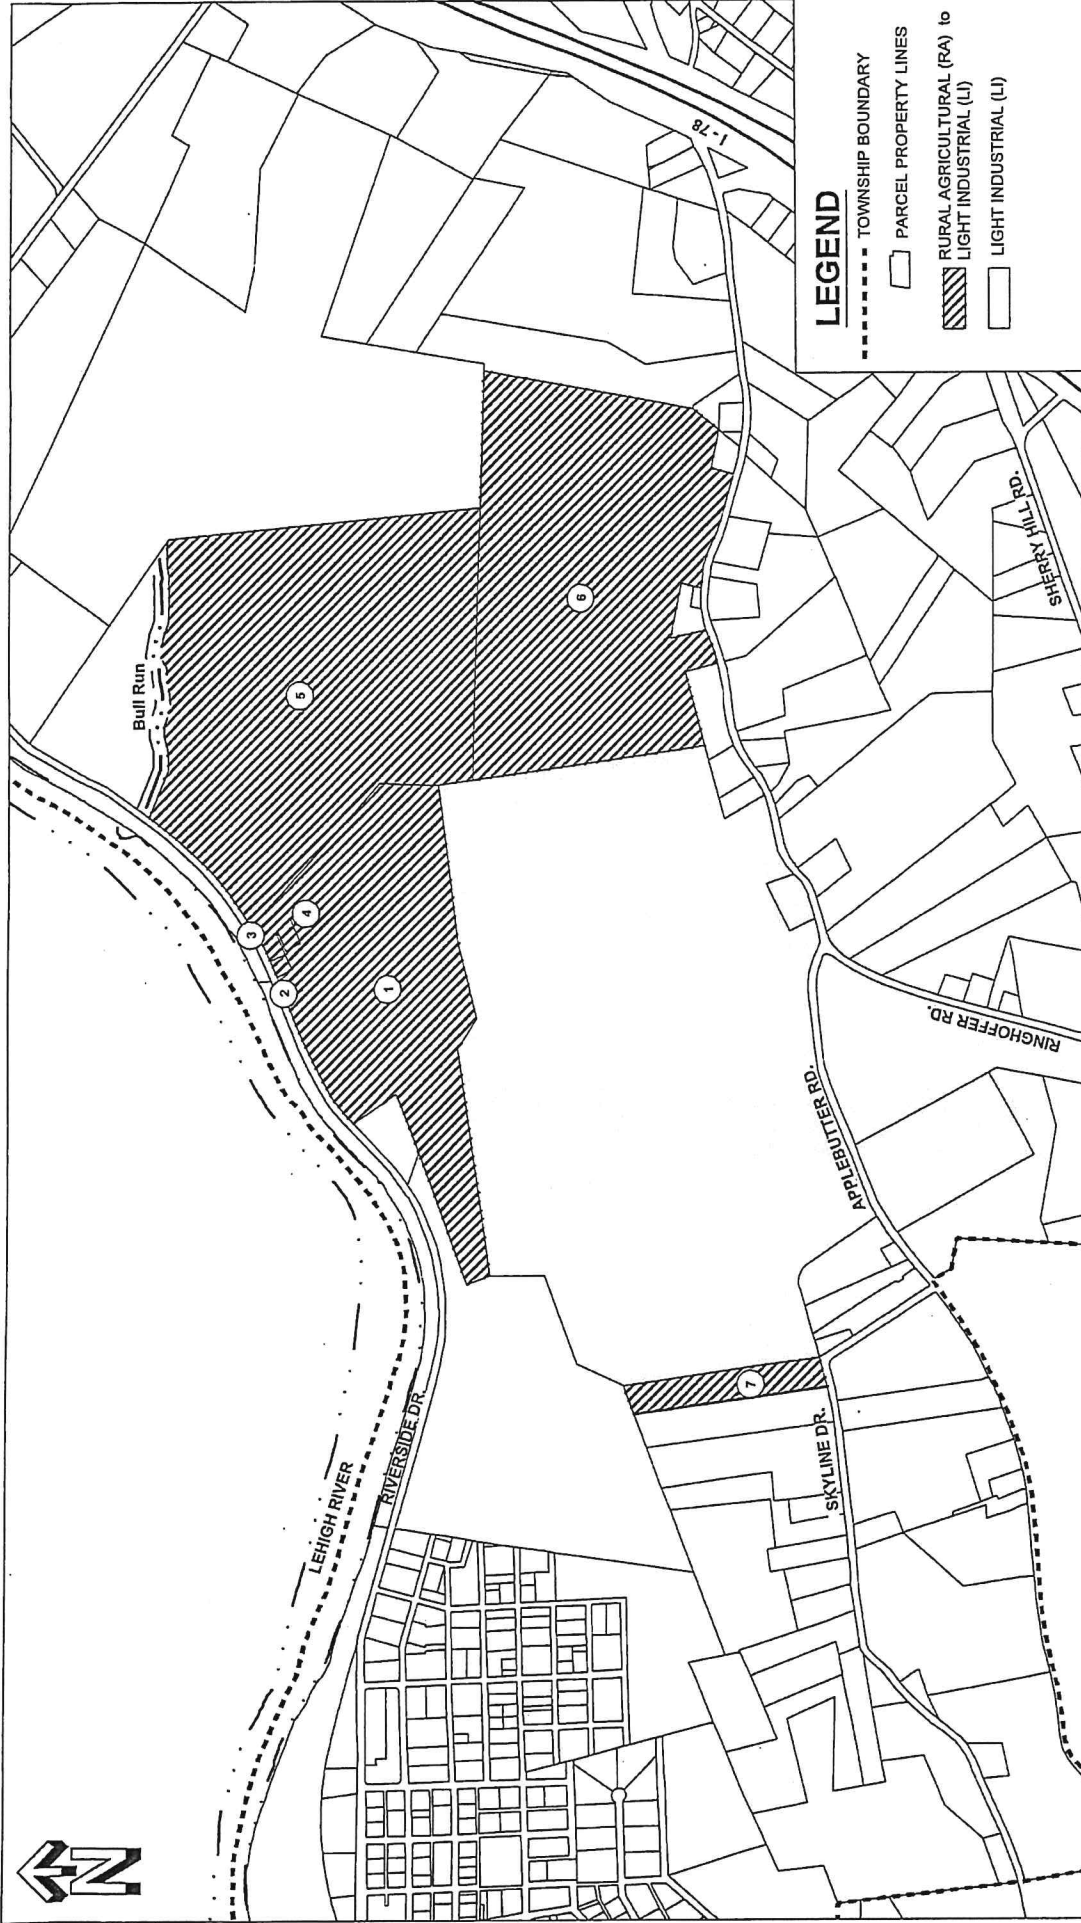 N
LEHIGH RIVER
RIVERSIDE DR.
Bull Run
I-78
1
2
3
4
5
6
7
SKYLINE DR.
APPLEBUTTER RD.
RINGHOFFER RD.
SHERRY HILL RD.
LEGEND
TOWNSHIP BOUNDARY
PARCEL PROPERTY LINES
RURAL AGRICULTURAL (RA) to
LIGHT INDUSTRIAL (LI)
LIGHT INDUSTRIAL (LI)